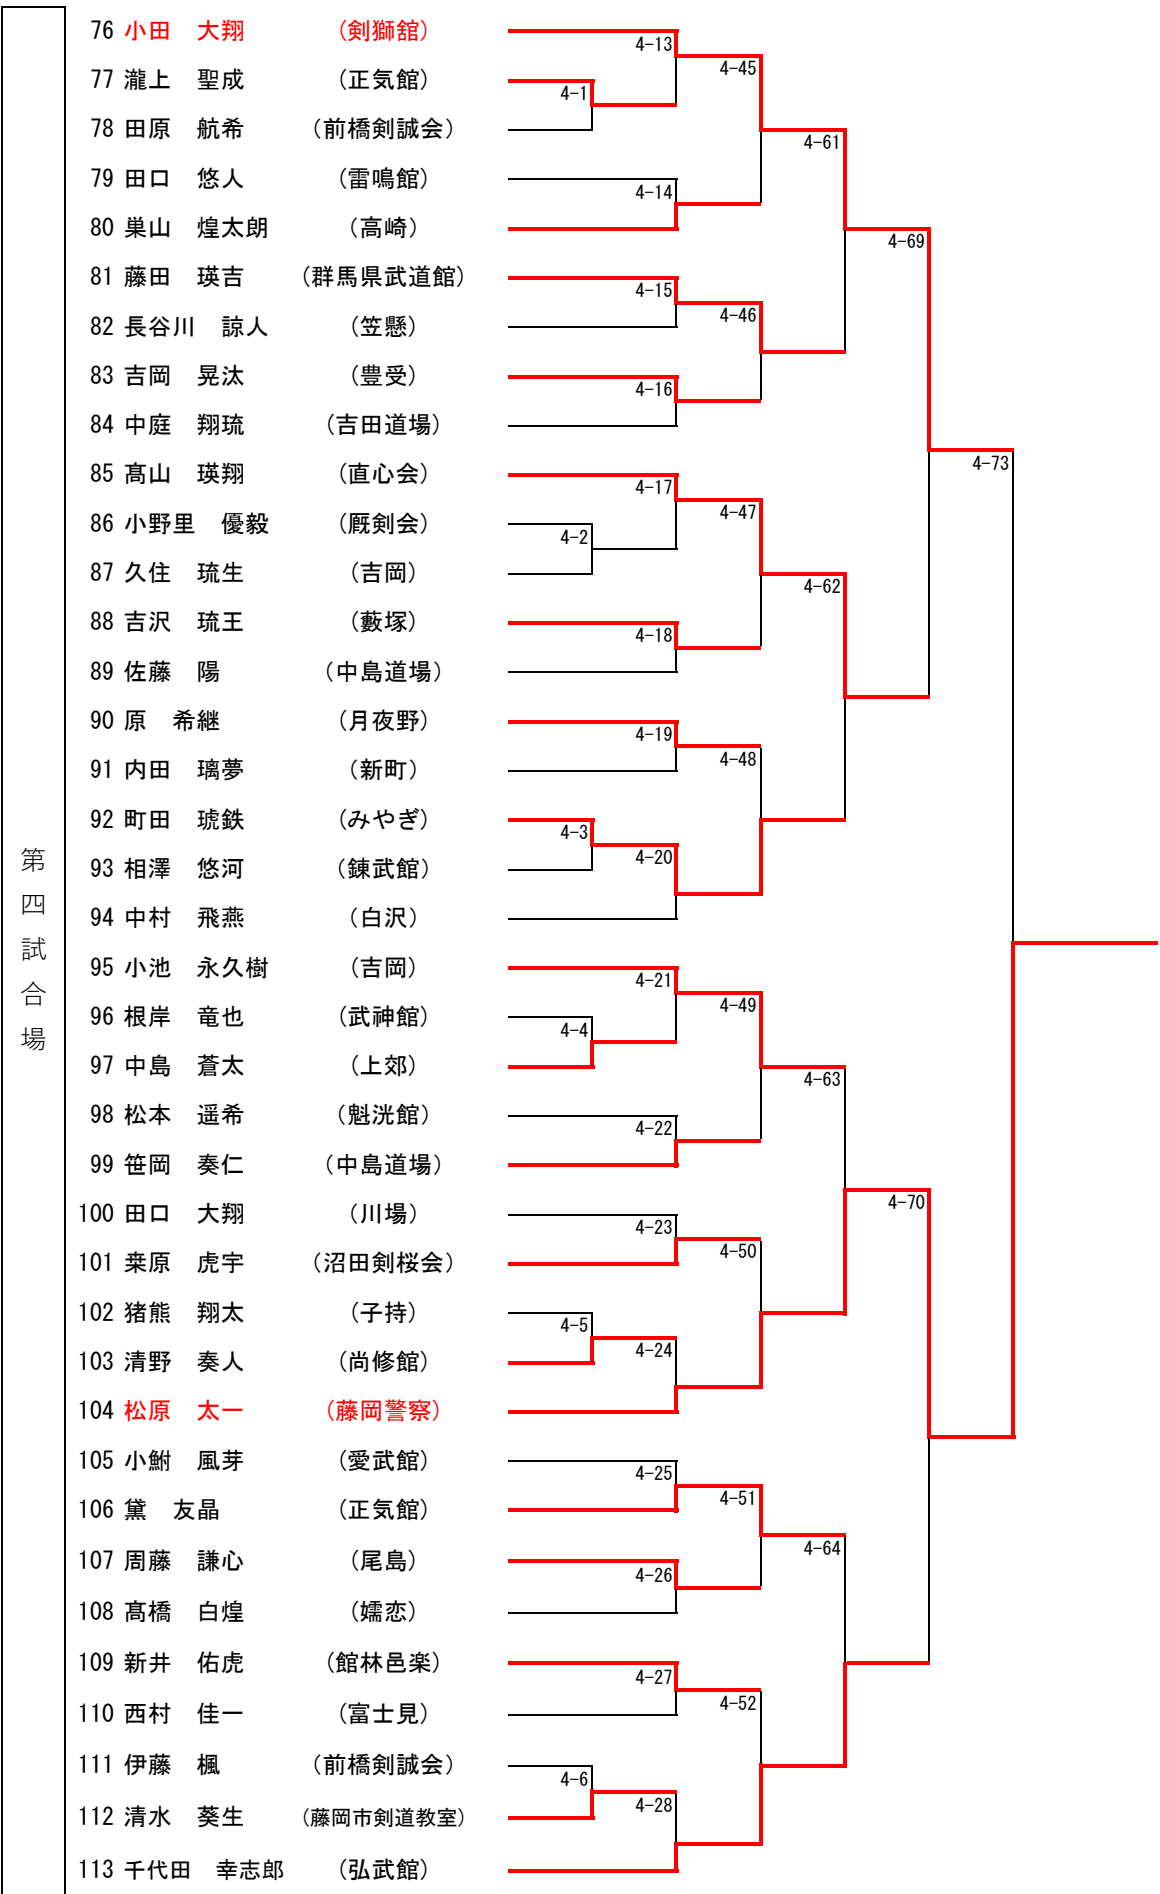 第四試合場
76 小田　大翔 （剣獅舘）
77 瀧上　聖成 （正気館）
78 田原　航希 （前橋剣誠会）
79 田口　悠人 （雷鳴館）
80 巣山　煌太朗 （高崎）
81 藤田　瑛吉 （群馬県武道館）
82 長谷川　諒人 （笠懸）
83 吉岡　晃汰 （豊受）
84 中庭　翔琉 （吉田道場）
85 髙山　瑛翔 （直心会）
86 小野里　優毅 （厩剣会）
87 久住　琉生 （吉岡）
88 吉沢　琉王 （藪塚）
89 佐藤　陽 （中島道場）
90 原　希継 （月夜野）
91 内田　璃夢 （新町）
92 町田　琥鉄 （みやぎ）
93 相澤　悠河 （錬武館）
94 中村　飛燕 （白沢）
95 小池　永久樹 （吉岡）
96 根岸　竜也 （武神館）
97 中島　蒼太 （上郊）
98 松本　遥希 （魁洸館）
99 笹岡　奏仁 （中島道場）
100 田口　大翔 （川場）
101 桒原　虎宇 （沼田剣桜会）
102 猪熊　翔太 （子持）
103 清野　奏人 （尚修館）
104 松原　太一 （藤岡警察）
105 小鮒　風芽 （愛武館）
106 黛　友晶 （正気館）
107 周藤　謙心 （尾島）
108 髙橋　白煌 （嬬恋）
109 新井　佑虎 （館林邑楽）
110 西村　佳一 （富士見）
111 伊藤　楓 （前橋剣誠会）
112 清水　葵生 （藤岡市剣道教室）
113 千代田　幸志郎 （弘武館）
4-1
4-2
4-3
4-4
4-5
4-6
4-13
4-14
4-15
4-16
4-17
4-18
4-19
4-20
4-21
4-22
4-23
4-24
4-25
4-26
4-27
4-28
4-45
4-46
4-47
4-48
4-49
4-50
4-51
4-52
4-61
4-62
4-63
4-64
4-69
4-70
4-73